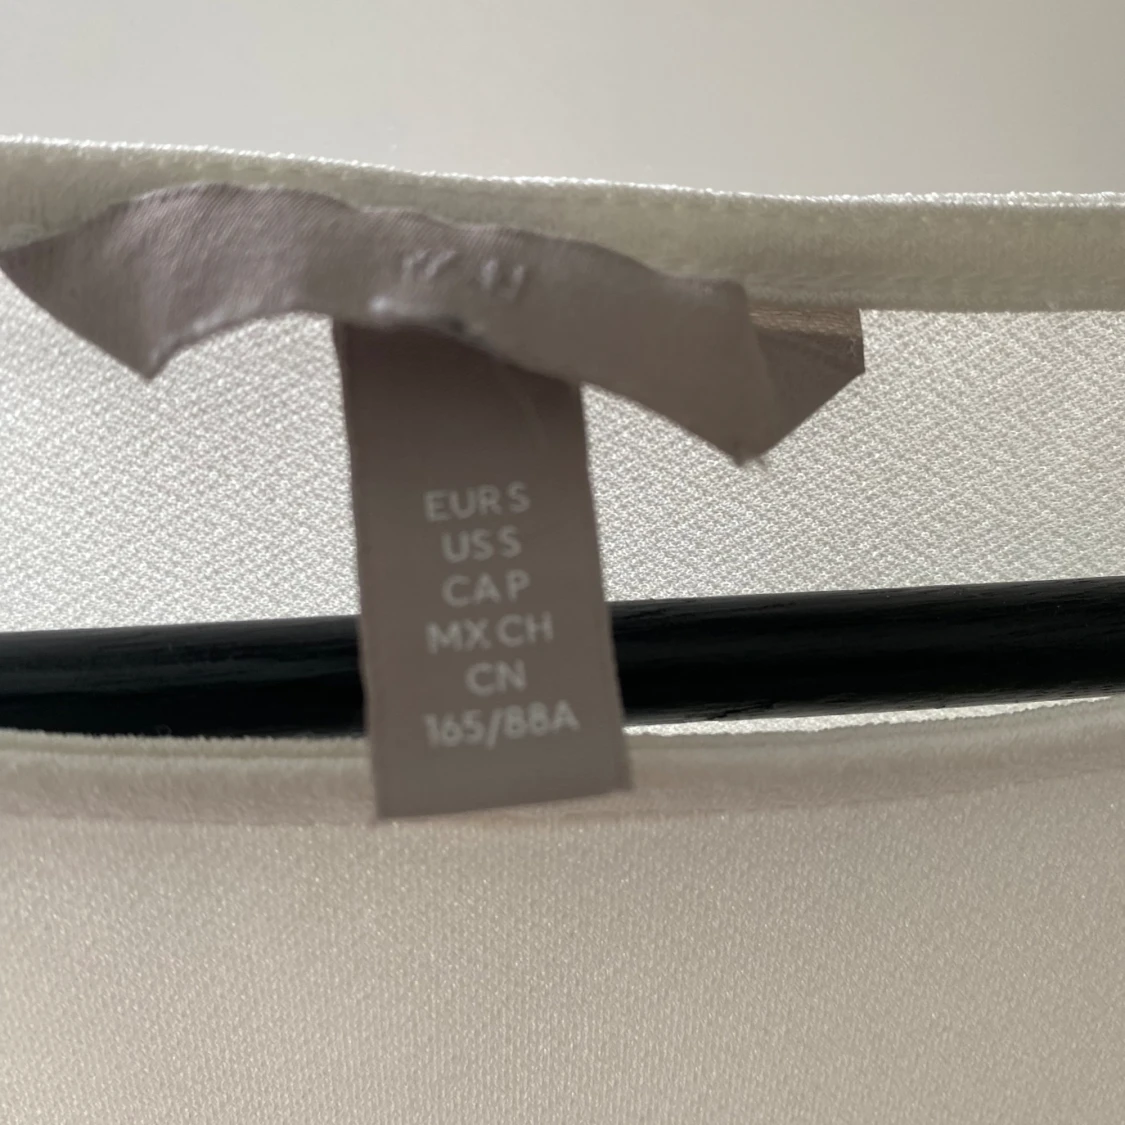 EUR S
US S
CA P
MX CH
CN
165/88A